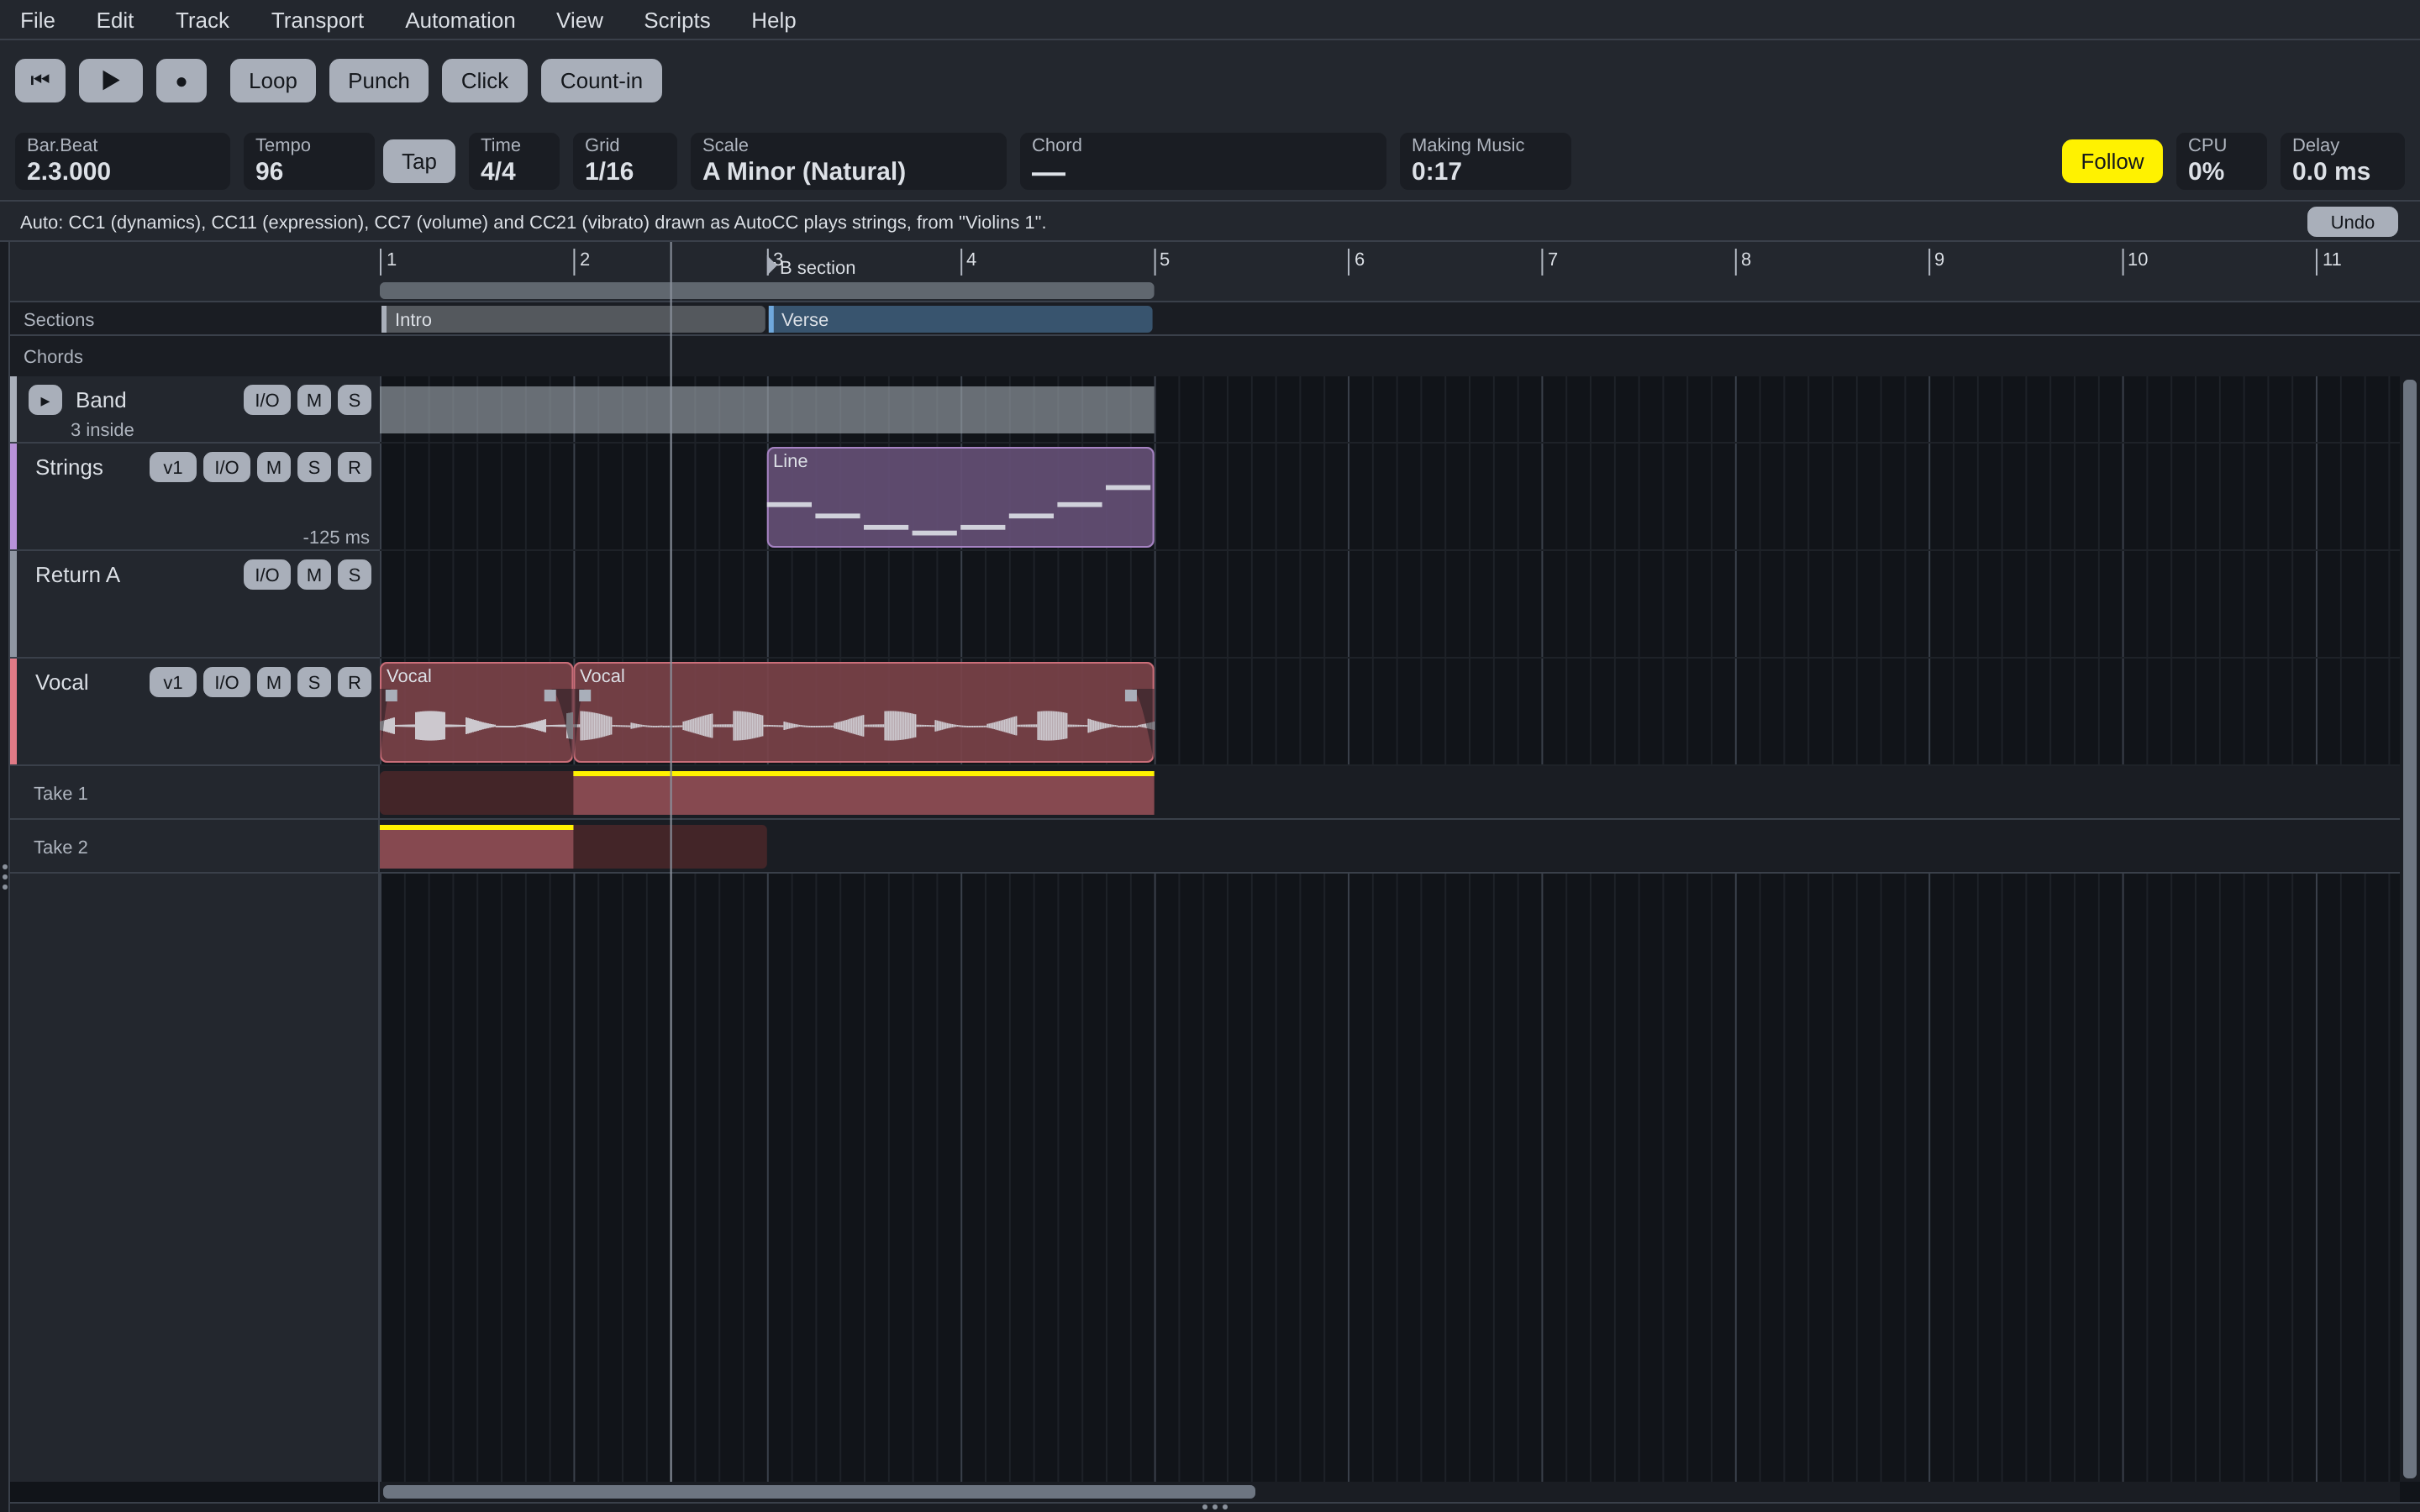 File Edit Track Transport Automation View Scripts Help
Loop Punch Click Count-in
Bar.Beat Tempo Time Grid Scale Chord Making Music CPU Delay
2.3.000 96 Tap 4/4 1/16 A Minor (Natural) — 0:17 Follow 0% 0.0 ms
Auto: CC1 (dynamics), CC11 (expression), CC7 (volume) and CC21 (vibrato) drawn as AutoCC plays strings, from "Violins 1". Undo
1 2 3 4 5 6 7 8 9 10 11
B section
Sections Intro Verse
Chords
Band I/O M S
3 inside
Strings v1 I/O M S R Line
-125 ms
Return A I/O M S
Vocal v1 I/O M S R Vocal Vocal
Take 1
Take 2